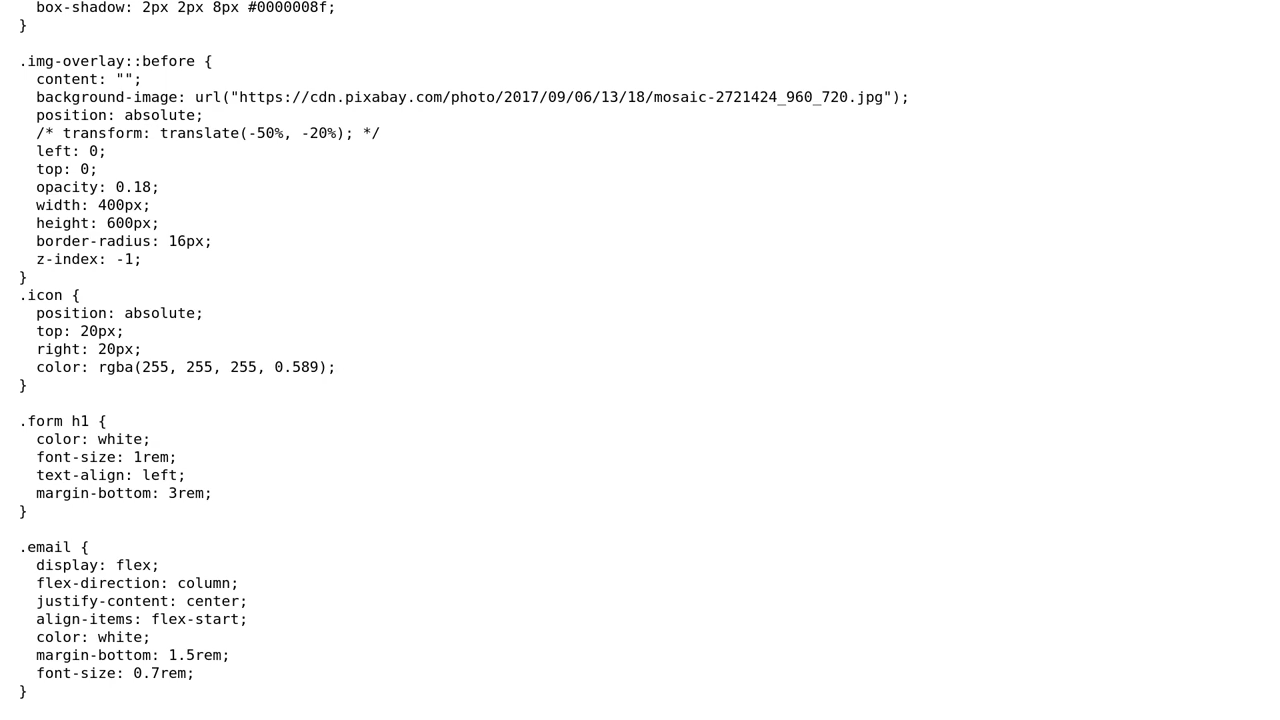 box-shadow: 2px 2px 8px #0000008f;
}
.img-overlay::before {
content: "";
background-image: url("https://cdn.pixabay.com/photo/2017/09/06/13/18/mosaic-2721424_960_720.jpg");
position: absolute;
/* transform: translate(-50%, -20%); */
left: 0;
top: 0;
opacity: 0.18;
width: 400px;
height: 600px;
border-radius: 16px;
z-index: -1;
}
.icon {
position: absolute;
top: 20px;
right: 20px;
color: rgba(255, 255, 255, 0.589);
}
.form h1 {
color: white;
font-size: 1rem;
text-align: left;
margin-bottom: 3rem;
}
.email {
display: flex;
flex-direction: column;
justify-content: center;
align-items: flex-start;
color: white;
margin-bottom: 1.5rem;
font-size: 0.7rem;
}